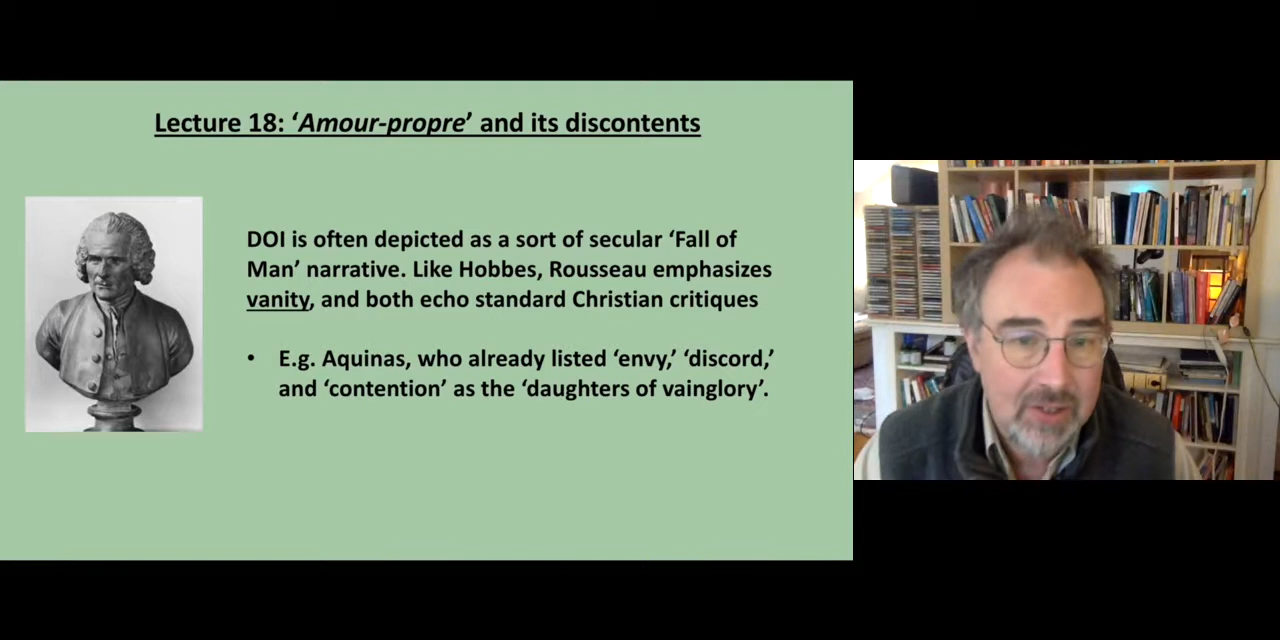 Lecture 18: ‘Amour-propre’ and its discontents
DOI is often depicted as a sort of secular ‘Fall of
Man’ narrative. Like Hobbes, Rousseau emphasizes
vanity, and both echo standard Christian critiques
• E.g. Aquinas, who already listed ‘envy,’ ‘discord,’
and ‘contention’ as the ‘daughters of vainglory’.